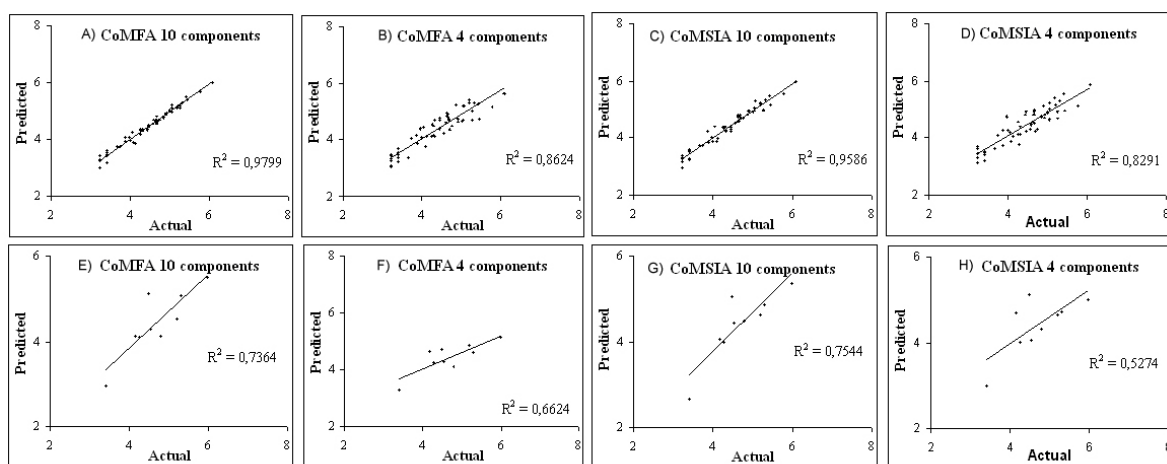 A) CoMFA 10 components
8
6
4
2
Predicted
R² = 0,9799
2 4 6 8
Actual
B) CoMFA 4 components
8
6
4
2
Predicted
R² = 0,8624
2 4 6 8
Actual
C) CoMSIA 10 components
8
6
4
2
Predicted
R² = 0,9586
2 4 6 8
Actual
D) CoMSIA 4 components
8
6
4
2
Predicted
R² = 0,8291
2 4 6 8
Actual
E) CoMFA 10 components
6
4
2
Predicted
R² = 0,7364
2 4 6 8
Actual
F) CoMFA 4 components
8
6
4
2
Predicted
R² = 0,6624
2 4 6 8
Actual
G) CoMSIA 10 components
6
4
2
Predicted
R² = 0,7544
2 4 6 8
Actual
H) CoMSIA 4 components
6
4
2
Predicted
R² = 0,5274
2 4 6 8
Actual